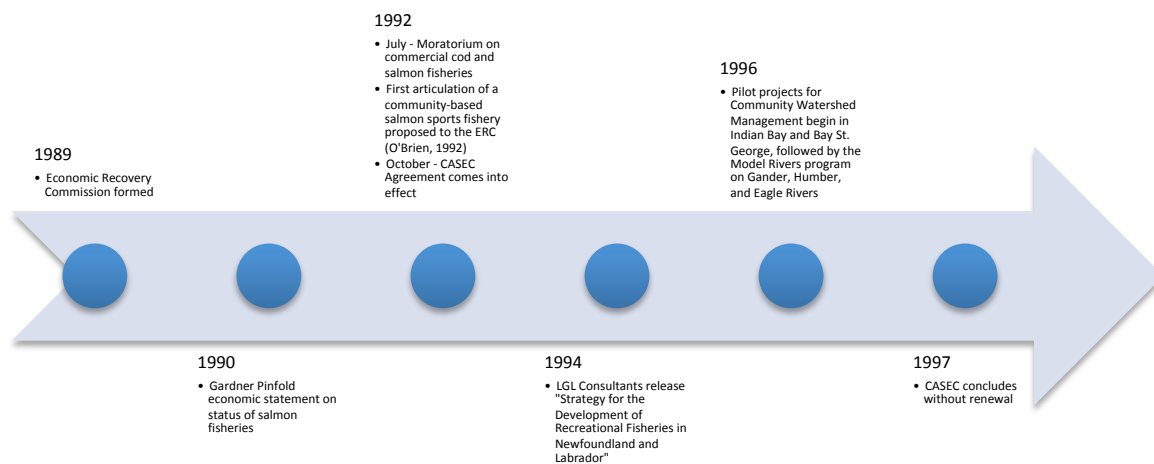 1989
• Economic Recovery
Commission formed
1990
• Gardner Pinfold
economic statement on
status of salmon
fisheries
1992
• July - Moratorium on
commercial cod and
salmon fisheries
• First articulation of a
community-based
salmon sports fishery
proposed to the ERC
(O'Brien, 1992)
• October - CASEC
Agreement comes into
effect
1994
• LGL Consultants release
"Strategy for the
Development of
Recreational Fisheries in
Newfoundland and
Labrador"
1996
• Pilot projects for
Community Watershed
Management begin in
Indian Bay and Bay St.
George, followed by the
Model Rivers program
on Gander, Humber,
and Eagle Rivers
1997
• CASEC concludes
without renewal